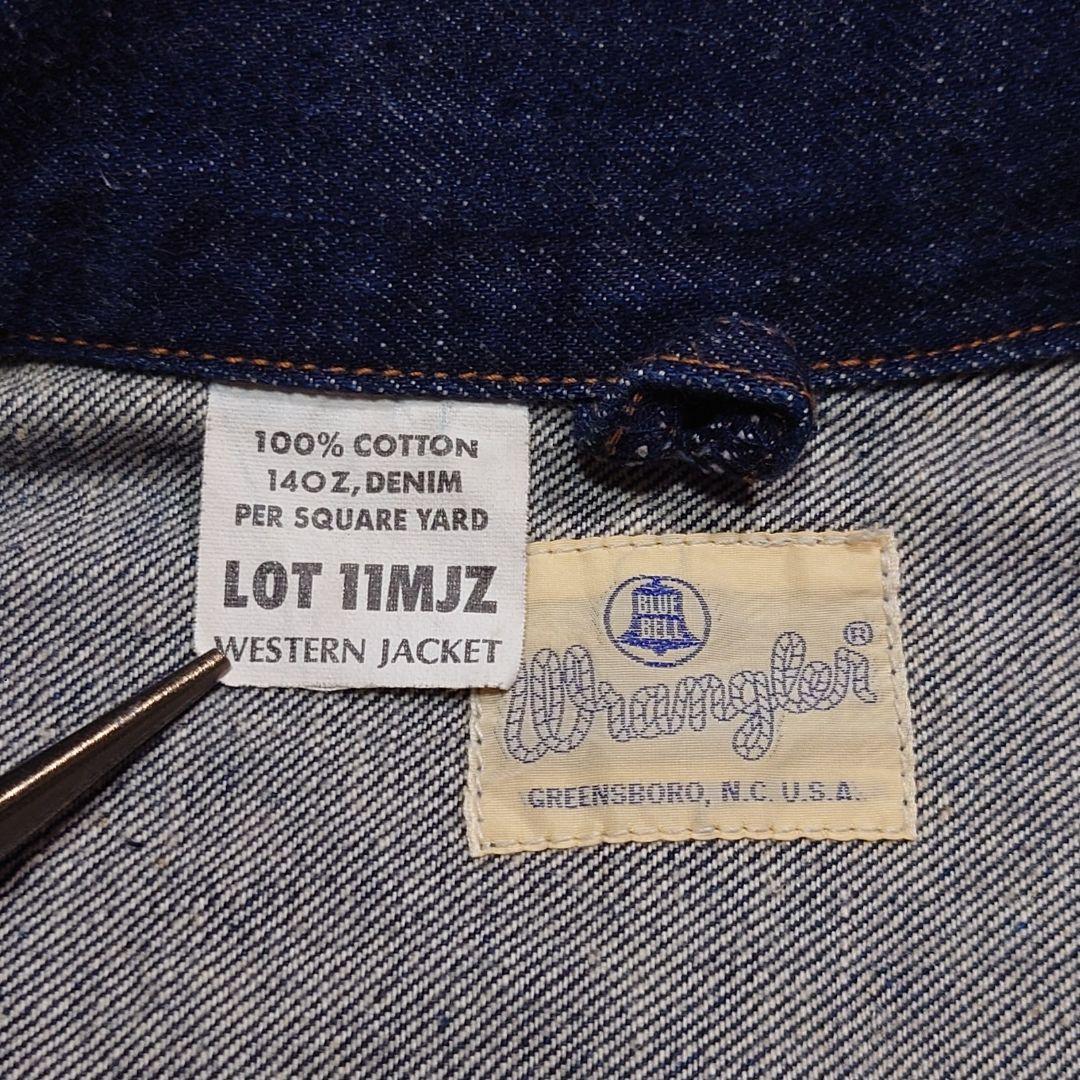 100% COTTON
14OZ, DENIM
PER SQUARE YARD
LOT 11MJZ
WESTERN JACKET
BLUE
BELL
Wrangler®
GREENSBORO, N.C. U.S.A.